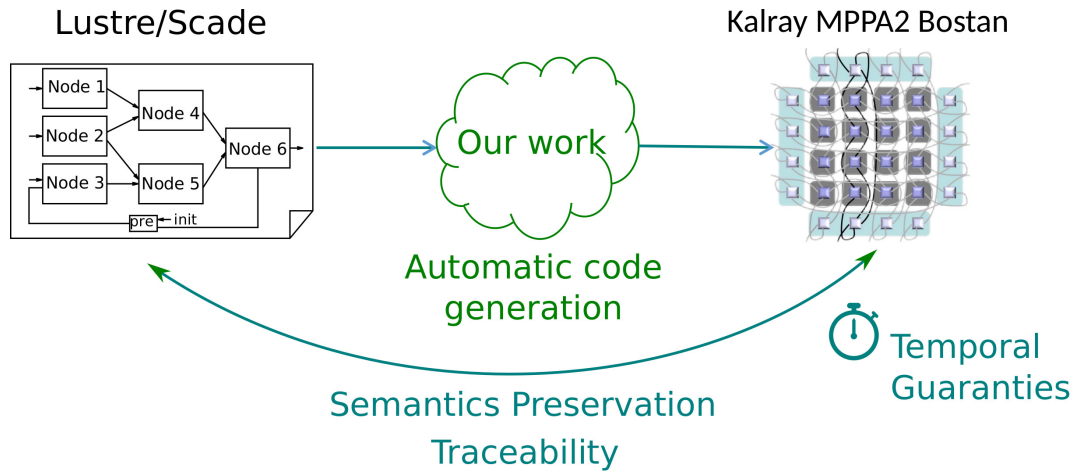 Lustre/Scade
Kalray MPPA2 Bostan
Node 1
Node 2
Node 3
Node 4
Node 5
Node 6
pre
init
Our work
Automatic code
generation
Temporal
Guaranties
Semantics Preservation
Traceability